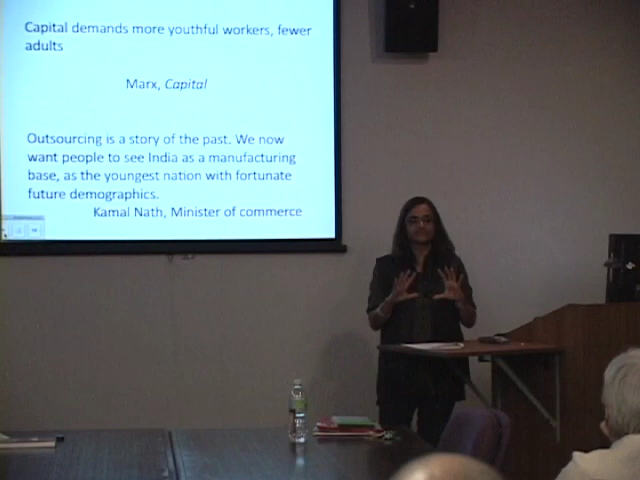 Capital demands more youthful workers, fewer
adults
Marx, Capital
Outsourcing is a story of the past. We now
want people to see India as a manufacturing
base, as the youngest nation with fortunate
future demographics.
Kamal Nath, Minister of commerce